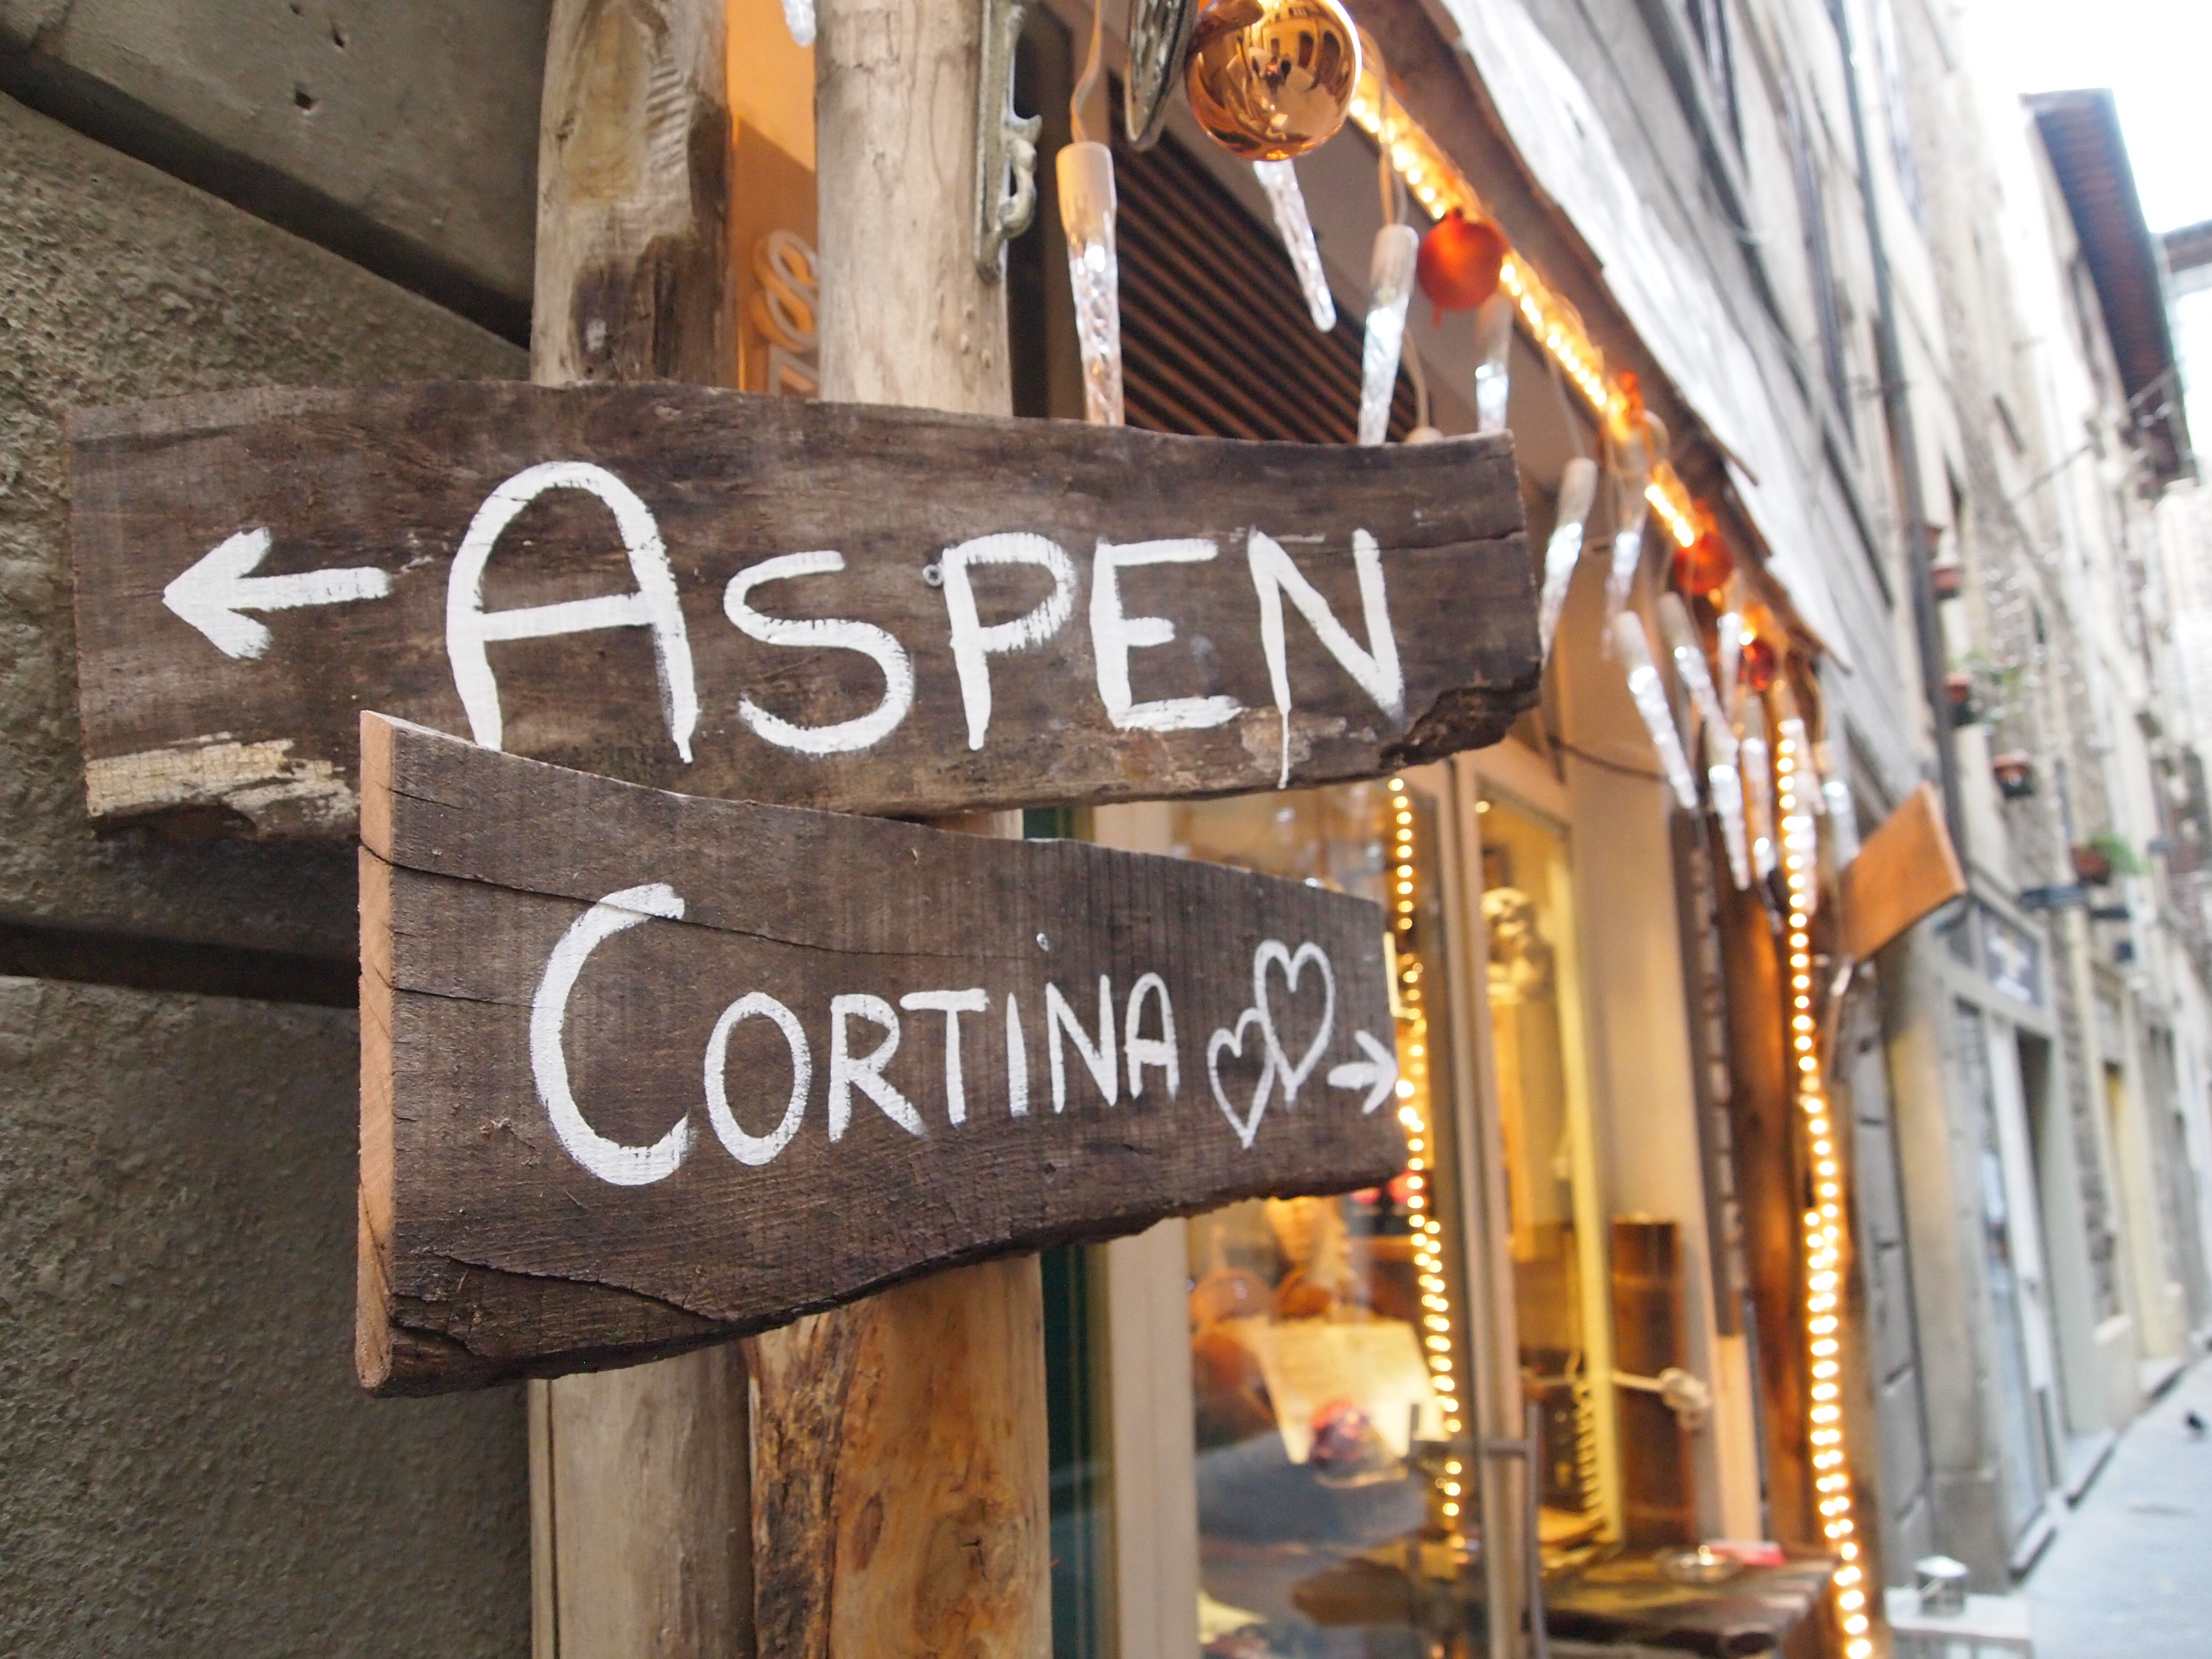 ← ASPEN
CORTINA ♡♡ →